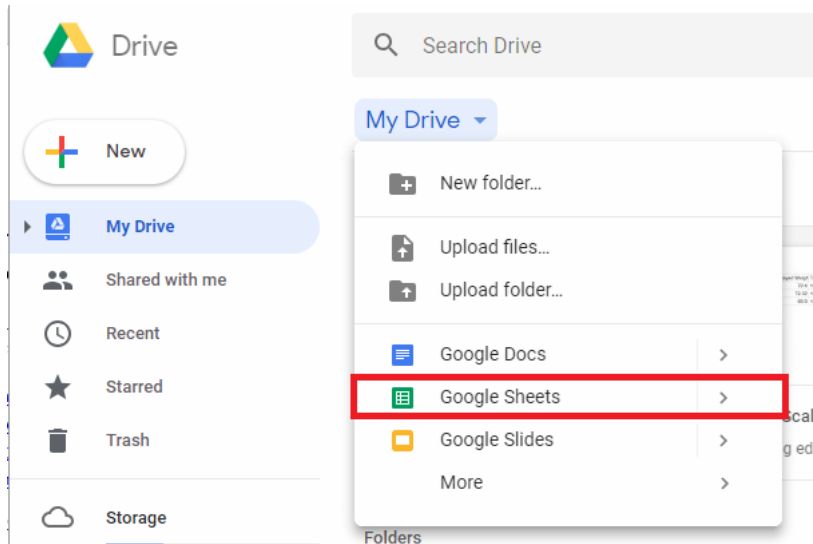 Drive
Search Drive
My Drive
New
New folder...
My Drive
Upload files...
Shared with me
Upload folder...
Recent
Google Docs
Starred
Google Sheets
Trash
Google Slides
More
Storage
Folders